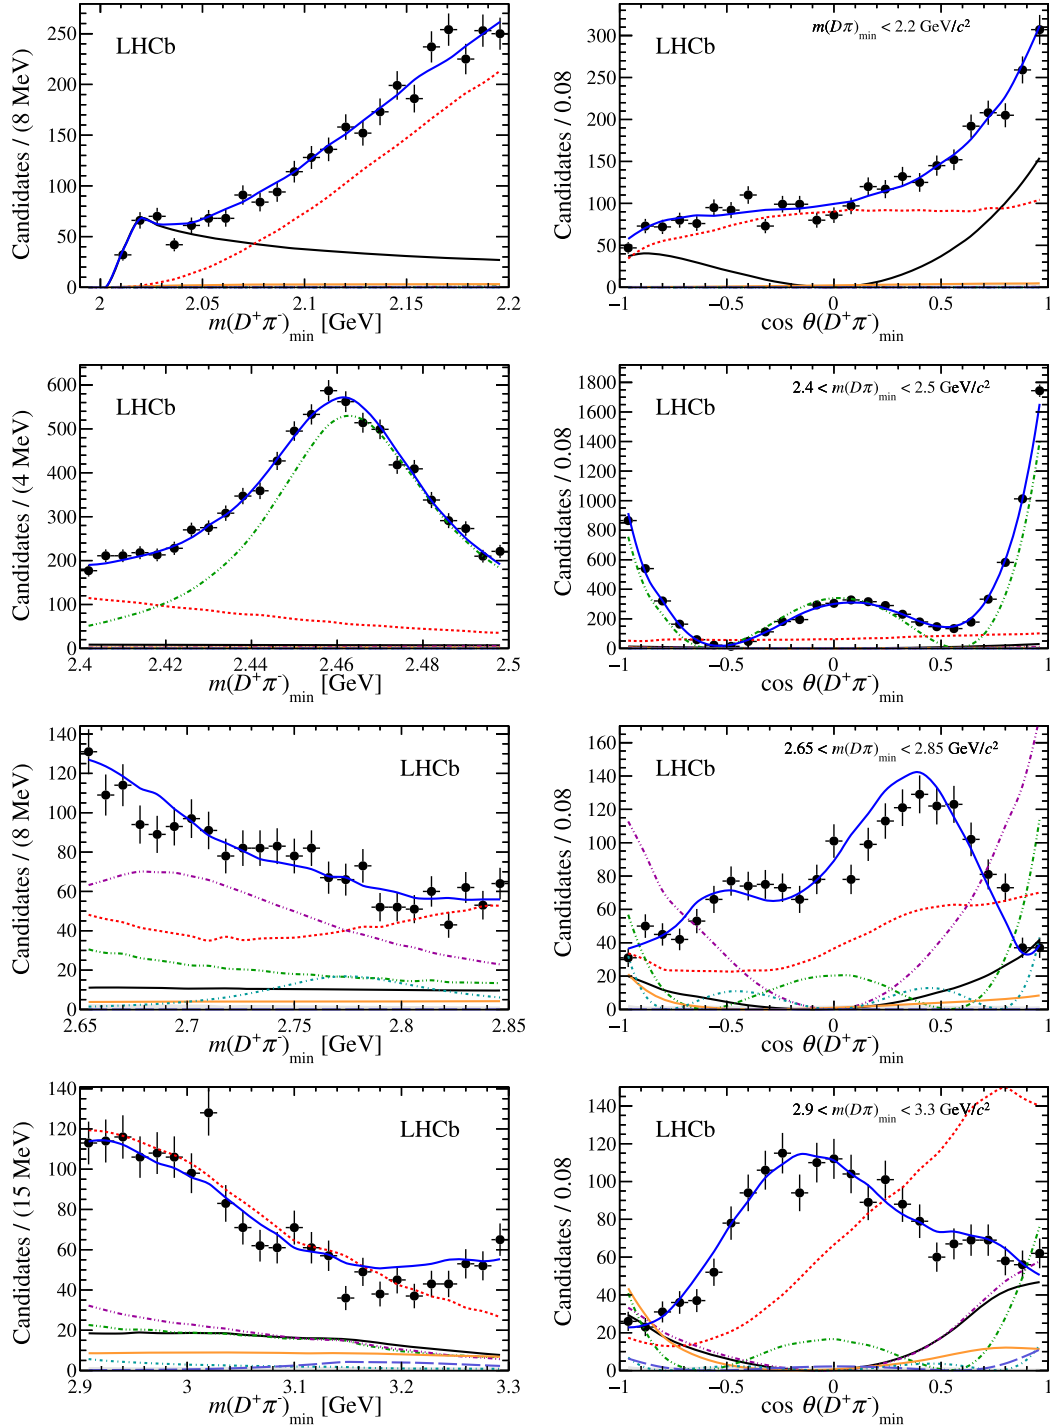 LHCb
Candidates / (8 MeV)
250
200
150
100
50
0
2 2.05 2.1 2.15 2.2
m(D⁺π⁻)min [GeV]
LHCb
m(Dπ)min < 2.2 GeV/c²
Candidates / 0.08
300
250
200
150
100
50
0
−1 −0.5 0 0.5 1
cos θ(D⁺π⁻)min
LHCb
Candidates / (4 MeV)
600
500
400
300
200
100
0
2.4 2.42 2.44 2.46 2.48 2.5
m(D⁺π⁻)min [GeV]
LHCb
2.4 < m(Dπ)min < 2.5 GeV/c²
Candidates / 0.08
1800
1600
1400
1200
1000
800
600
400
200
0
−1 −0.5 0 0.5 1
cos θ(D⁺π⁻)min
LHCb
Candidates / (8 MeV)
140
120
100
80
60
40
20
0
2.65 2.7 2.75 2.8 2.85
m(D⁺π⁻)min [GeV]
LHCb
2.65 < m(Dπ)min < 2.85 GeV/c²
Candidates / 0.08
160
140
120
100
80
60
40
20
0
−1 −0.5 0 0.5 1
cos θ(D⁺π⁻)min
LHCb
Candidates / (15 MeV)
140
120
100
80
60
40
20
0
2.9 3 3.1 3.2 3.3
m(D⁺π⁻)min [GeV]
LHCb
2.9 < m(Dπ)min < 3.3 GeV/c²
Candidates / 0.08
140
120
100
80
60
40
20
0
−1 −0.5 0 0.5 1
cos θ(D⁺π⁻)min